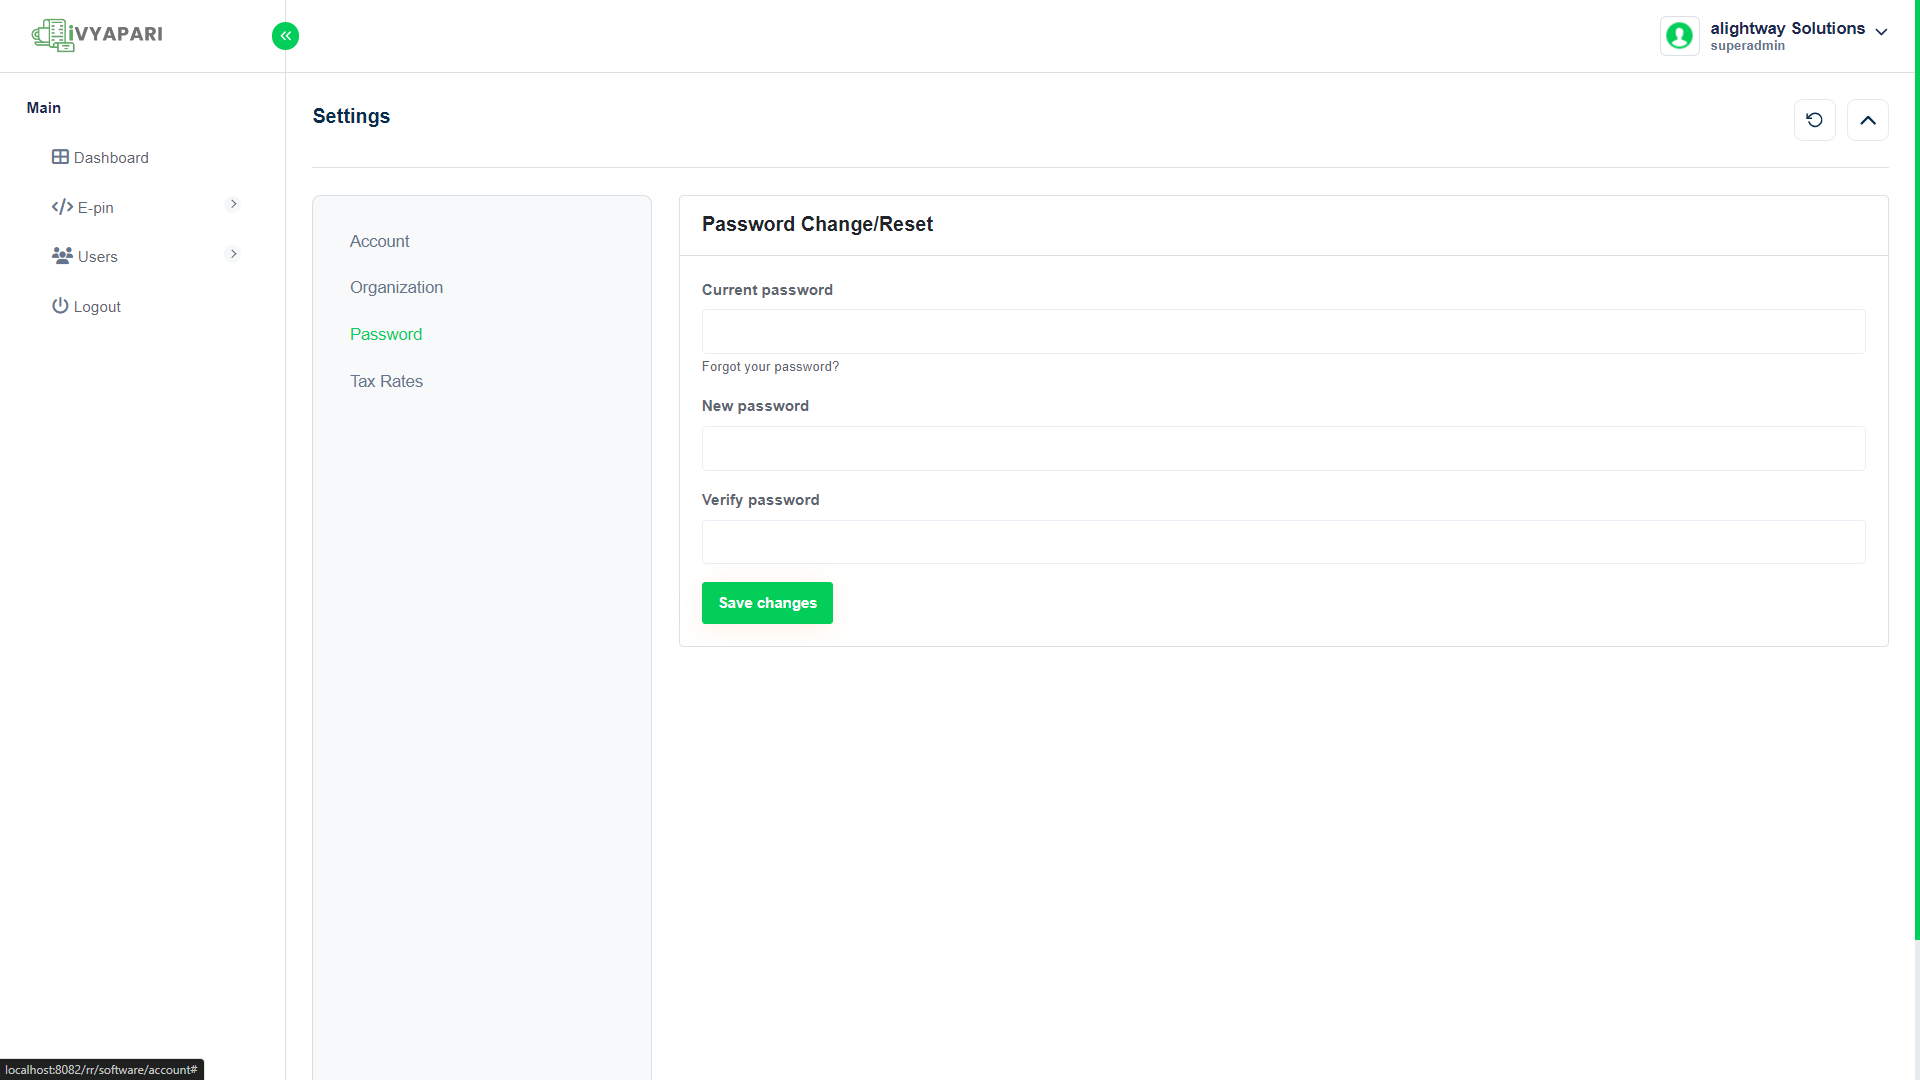 iVYAPARI
alightway Solutions
superadmin
Main
Dashboard
E-pin
Users
Logout
Settings
Account
Organization
Password
Tax Rates
Password Change/Reset
Current password
Forgot your password?
New password
Verify password
Save changes
localhost:8082/rr/software/account#